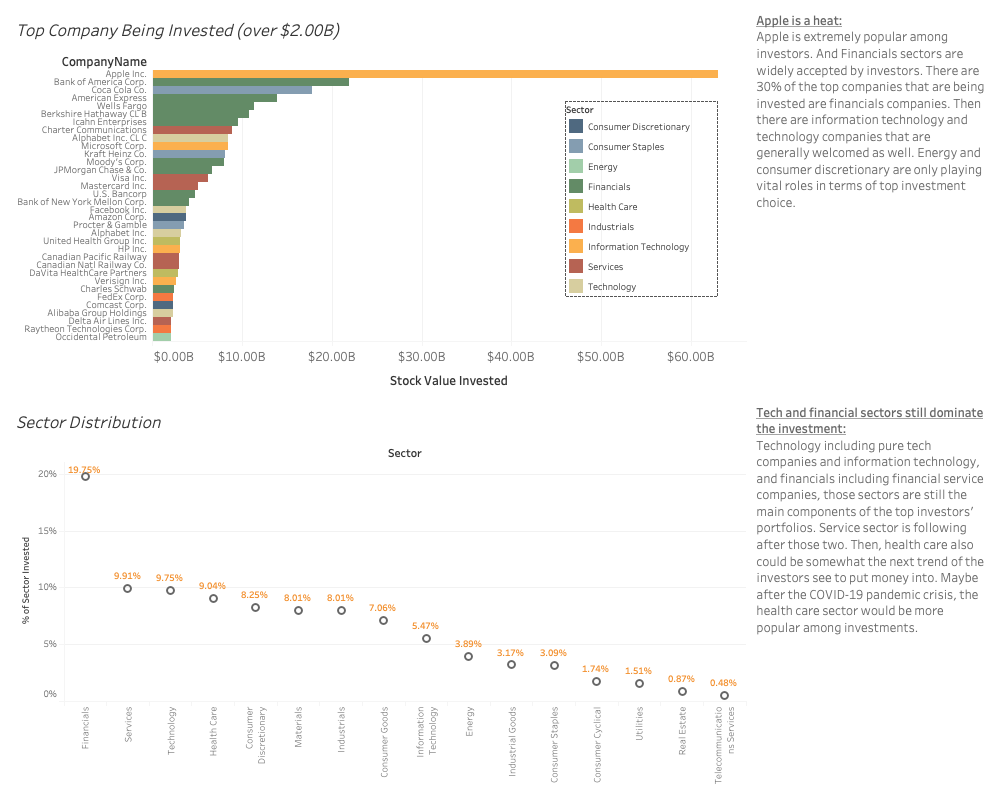 Top Company Being Invested (over $2.00B)
CompanyName
Apple Inc.
Bank of America Corp.
Coca Cola Co.
American Express
Wells Fargo
Berkshire Hathaway CL B
Icahn Enterprises
Charter Communications
Alphabet Inc. CL C
Microsoft Corp.
Kraft Heinz Co.
Moody's Corp.
JPMorgan Chase & Co.
Visa Inc.
Mastercard Inc.
U.S. Bancorp
Bank of New York Mellon Corp.
Facebook Inc.
Amazon Corp.
Procter & Gamble
Alphabet Inc.
United Health Group Inc.
HP Inc.
Canadian Pacific Railway
Canadian Natl Railway Co.
DaVita HealthCare Partners
Verisign Inc.
Charles Schwab
FedEx Corp.
Comcast Corp.
Alibaba Group Holdings
Delta Air Lines Inc.
Raytheon Technologies Corp.
Occidental Petroleum
$0.00B $10.00B $20.00B $30.00B $40.00B $50.00B $60.00B
Stock Value Invested
Sector
Consumer Discretionary
Consumer Staples
Energy
Financials
Health Care
Industrials
Information Technology
Services
Technology
Apple is a heat:
Apple is extremely popular among
investors. And Financials sectors are
widely accepted by investors. There are
30% of the top companies that are being
invested are financials companies. Then
there are information technology and
technology companies that are
generally welcomed as well. Energy and
consumer discretionary are only playing
vital roles in terms of top investment
choice.
Sector Distribution
Sector
% of Sector Invested
20%
15%
10%
5%
0%
19.75%
9.91%
9.75%
9.04%
8.25%
8.01%
8.01%
7.06%
5.47%
3.89%
3.17%
3.09%
1.74%
1.51%
0.87%
0.48%
Financials
Services
Technology
Health Care
Consumer
Discretionary
Materials
Industrials
Consumer Goods
Information
Technology
Energy
Industrial Goods
Consumer Staples
Consumer Cyclical
Utilities
Real Estate
Telecommunicatio
ns Services
Tech and financial sectors still dominate
the investment:
Technology including pure tech
companies and information technology,
and financials including financial service
companies, those sectors are still the
main components of the top investors'
portfolios. Service sector is following
after those two. Then, health care also
could be somewhat the next trend of the
investors see to put money into. Maybe
after the COVID-19 pandemic crisis, the
health care sector would be more
popular among investments.